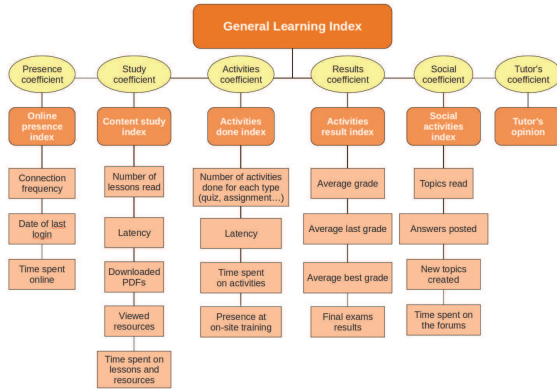 General Learning Index
Presence
coefficient
Study
coefficient
Activities
coefficient
Results
coefficient
Social
coefficient
Tutor's
coefficient
Online
presence
index
Content study
index
Activities
done index
Activities
result index
Social
activities
index
Tutor's
opinion
Connection
frequency
Date of last
login
Time spent
online
Number of
lessons read
Latency
Downloaded
PDFs
Viewed
resources
Time spent on
lessons and
resources
Number of activities
done for each type
(quiz, assignment...)
Latency
Time spent
on activities
Presence at
on-site training
Average grade
Average last grade
Average best grade
Final exams
results
Topics read
Answers posted
New topics
created
Time spent on
the forums